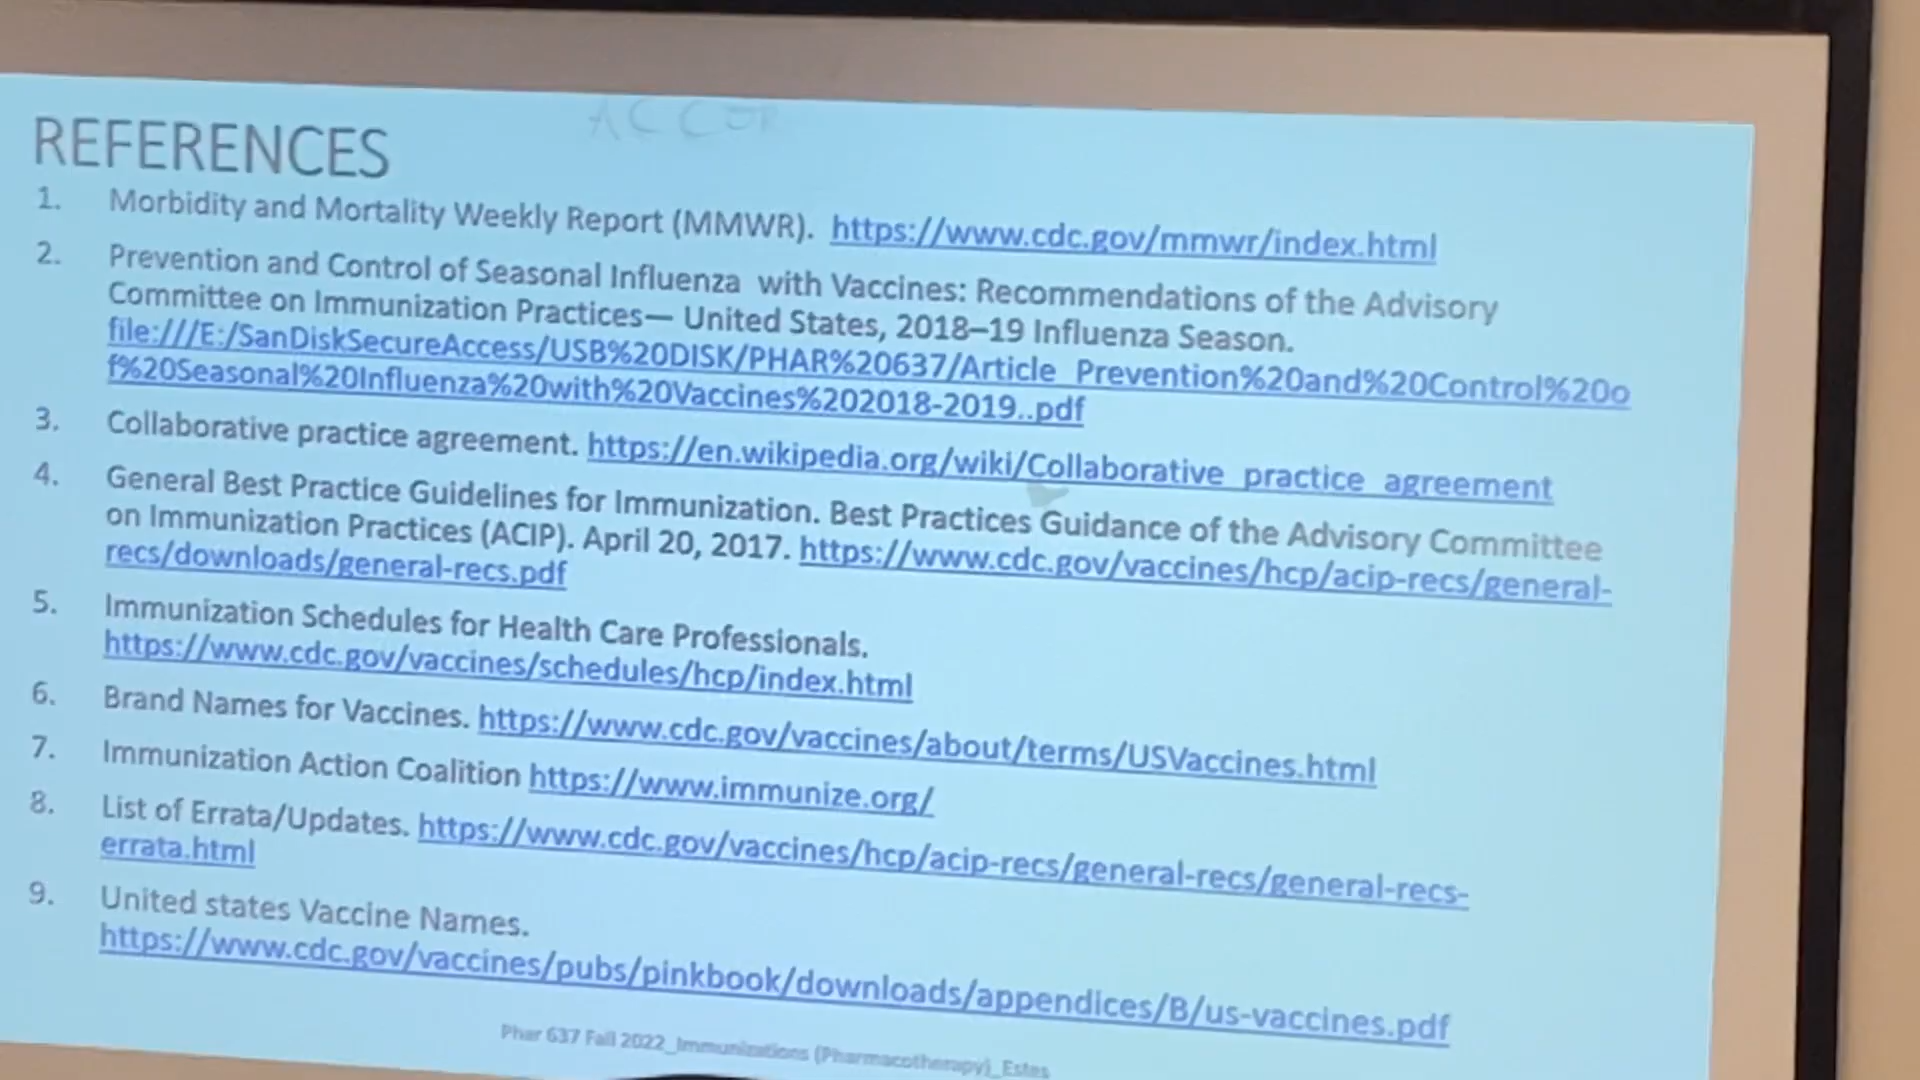 ACCOR
REFERENCES
1. Morbidity and Mortality Weekly Report (MMWR). https://www.cdc.gov/mmwr/index.html
2. Prevention and Control of Seasonal Influenza with Vaccines: Recommendations of the Advisory
Committee on Immunization Practices— United States, 2018–19 Influenza Season.
file:///E:/SanDiskSecureAccess/USB%20DISK/PHAR%20637/Article_Prevention%20and%20Control%20o
f%20Seasonal%20Influenza%20with%20Vaccines%202018-2019..pdf
3. Collaborative practice agreement. https://en.wikipedia.org/wiki/Collaborative_practice_agreement
4. General Best Practice Guidelines for Immunization. Best Practices Guidance of the Advisory Committee
on Immunization Practices (ACIP). April 20, 2017. https://www.cdc.gov/vaccines/hcp/acip-recs/general-
recs/downloads/general-recs.pdf
5. Immunization Schedules for Health Care Professionals.
https://www.cdc.gov/vaccines/schedules/hcp/index.html
6. Brand Names for Vaccines. https://www.cdc.gov/vaccines/about/terms/USVaccines.html
7. Immunization Action Coalition https://www.immunize.org/
8. List of Errata/Updates. https://www.cdc.gov/vaccines/hcp/acip-recs/general-recs/general-recs-
errata.html
9. United states Vaccine Names.
https://www.cdc.gov/vaccines/pubs/pinkbook/downloads/appendices/B/us-vaccines.pdf
Phar 637 Fall 2022_Immunizations (Pharmacotherapy)_Estes